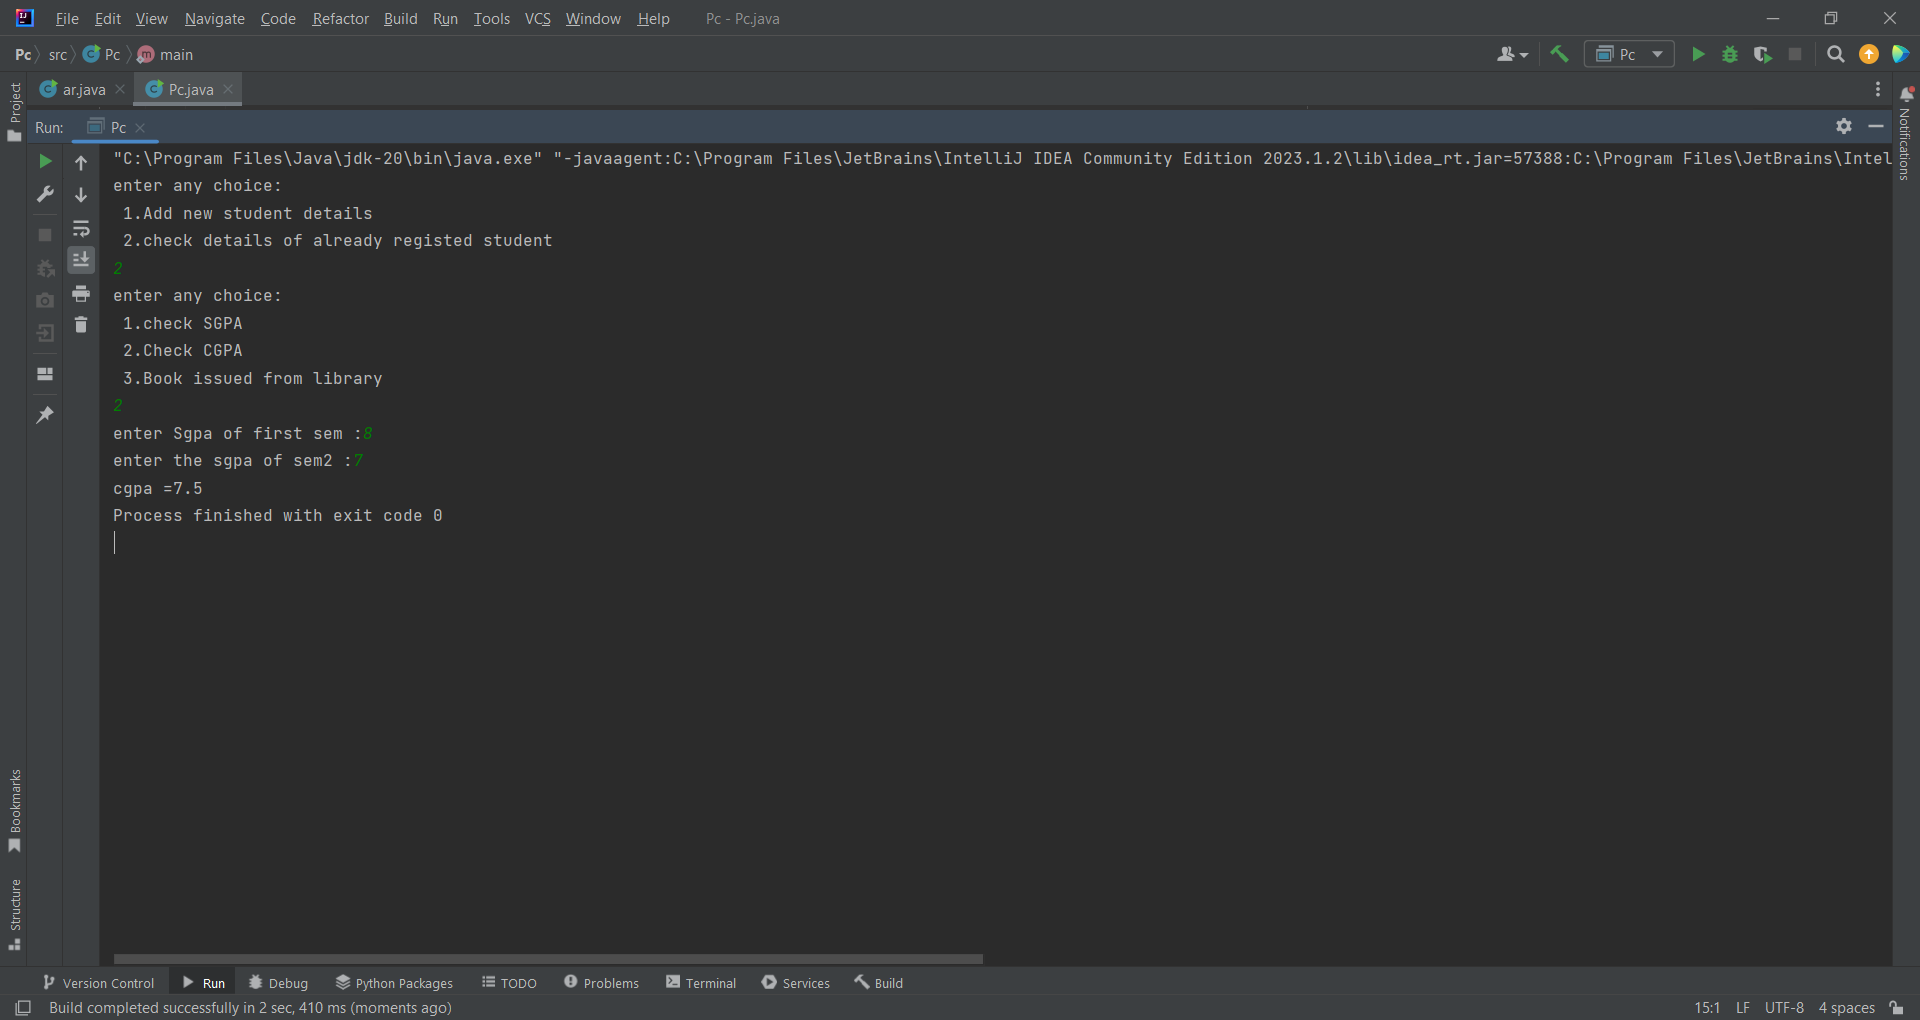 File Edit View Navigate Code Refactor Build Run Tools VCS Window Help Pc - Pc.java
Pc src Pc main Pc
Project
ar.java Pc.java
Notifications
Run: Pc
"C:\Program Files\Java\jdk-20\bin\java.exe" "-javaagent:C:\Program Files\JetBrains\IntelliJ IDEA Community Edition 2023.1.2\lib\idea_rt.jar=57388:C:\Program Files\JetBrains\Intel
enter any choice:
1.Add new student details
2.check details of already registed student
2
enter any choice:
1.check SGPA
2.Check CGPA
3.Book issued from library
2
enter Sgpa of first sem :8
enter the sgpa of sem2 :7
cgpa =7.5
Process finished with exit code 0
Bookmarks
Structure
Version Control Run Debug Python Packages TODO Problems Terminal Services Build
Build completed successfully in 2 sec, 410 ms (moments ago) 15:1 LF UTF-8 4 spaces